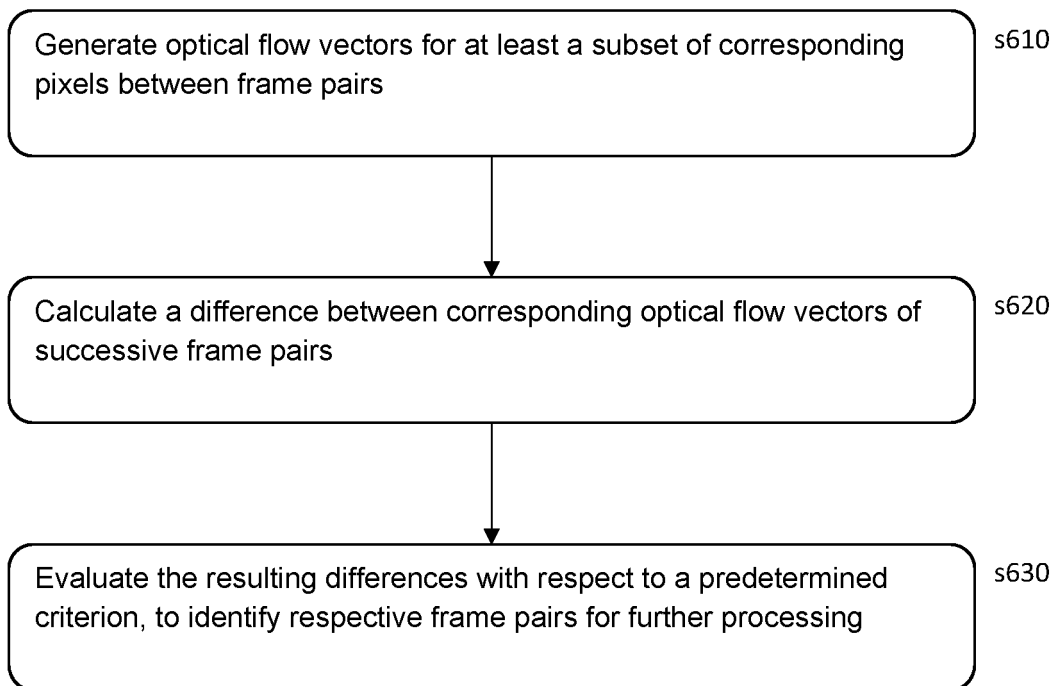 Generate optical flow vectors for at least a subset of corresponding
pixels between frame pairs
s610
Calculate a difference between corresponding optical flow vectors of
successive frame pairs
s620
Evaluate the resulting differences with respect to a predetermined
criterion, to identify respective frame pairs for further processing
s630